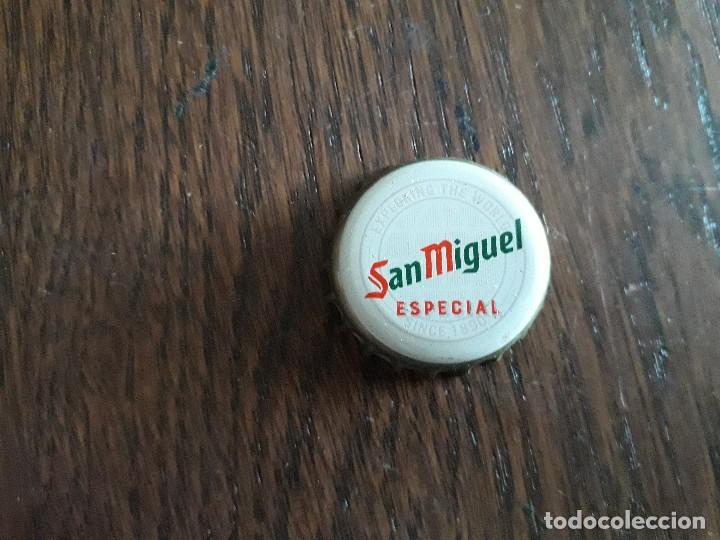 EXPLORING THE WORLD
SanMiguel
ESPECIAL
SINCE 1890
todocoleccion